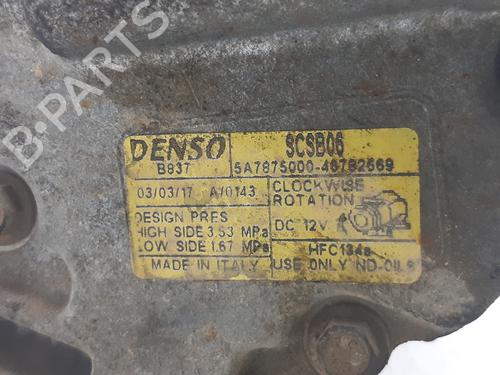 DENSO
B837
SCSB06
5A7875000-46782669
03/03/17 A/0143
CLOCKWISE
ROTATION
DESIGN PRES
HIGH SIDE 3.53 MPa
LOW SIDE 1.67 MPa
DC 12V
HFC134a
MADE IN ITALY
USE ONLY ND-OIL 8
B-PARTS